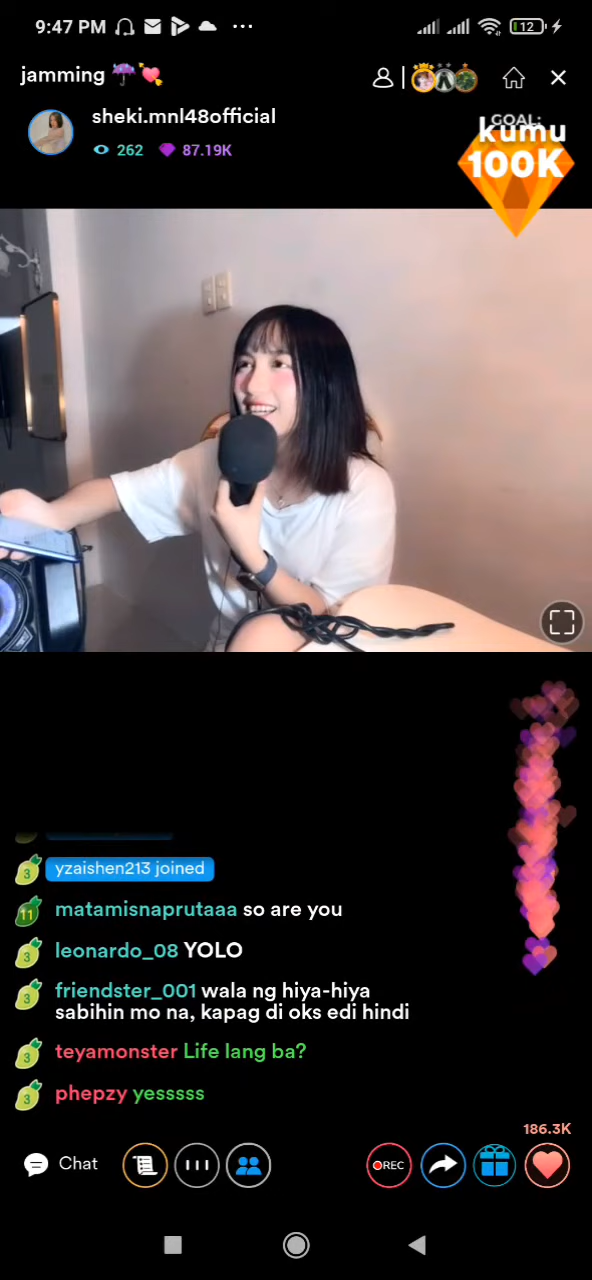 9:47 PM
12
jamming
sheki.mnl48official
262 87.19K
GOAL:
kumu
100K
yzaishen213 joined
matamisnaprutaaa so are you
leonardo_08 YOLO
friendster_001 wala ng hiya-hiya
sabihin mo na, kapag di oks edi hindi
teyamonster Life lang ba?
phepzy yesssss
3
11
3
3
3
3
186.3K
Chat
REC